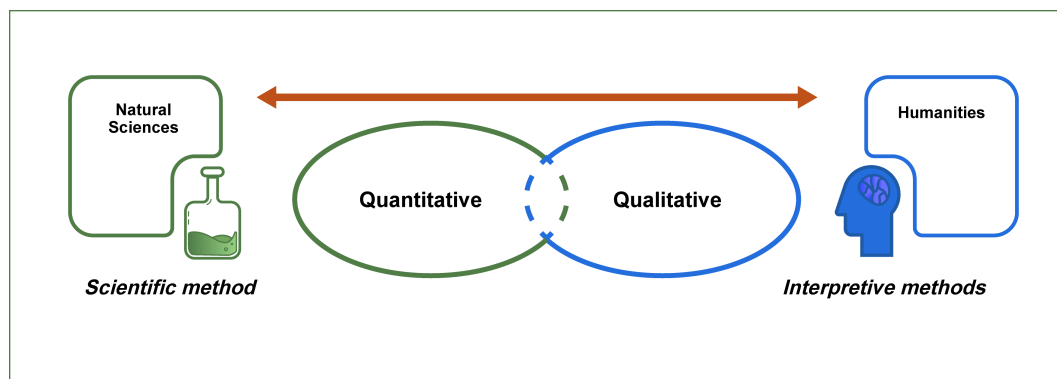 Natural
Sciences
Humanities
Quantitative
Qualitative
Scientific method
Interpretive methods